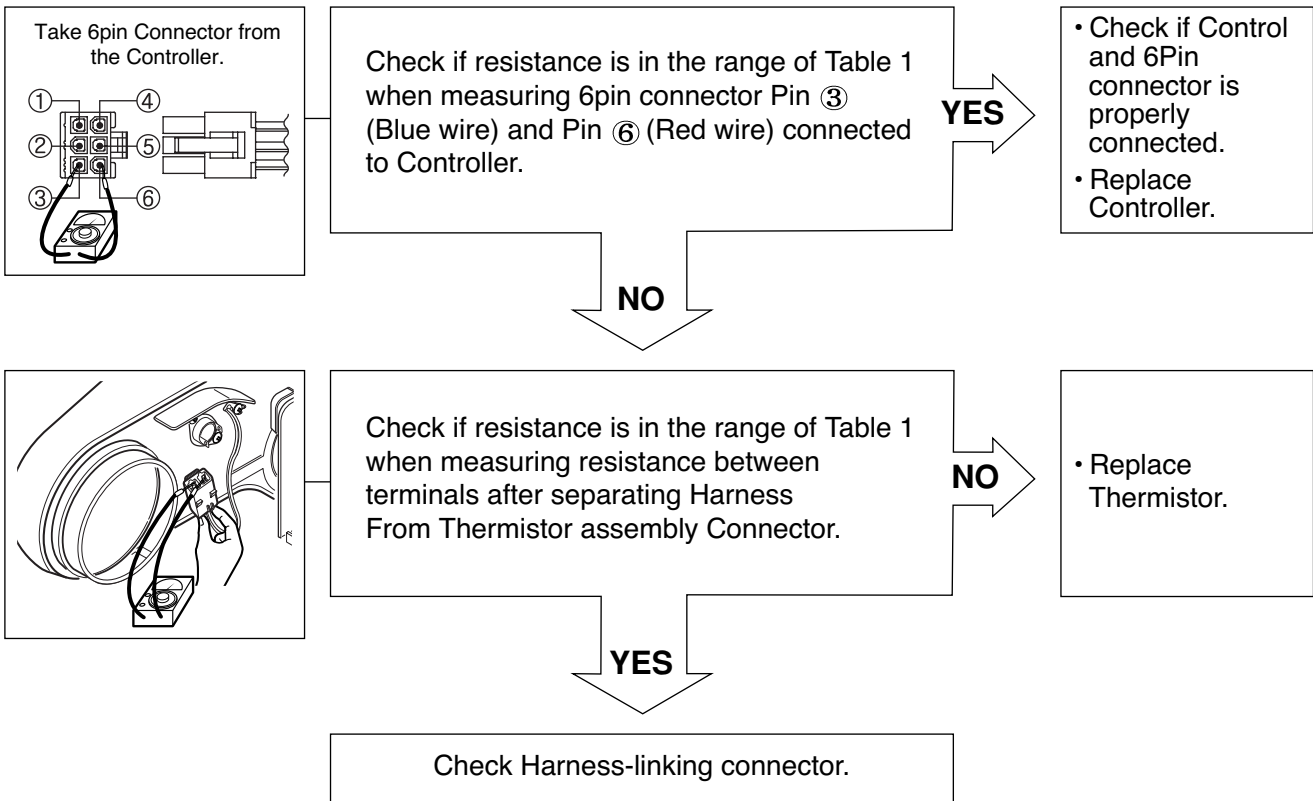 Take 6pin Connector from
the Controller.
①
④
②
⑤
③
⑥
Check if resistance is in the range of Table 1
when measuring 6pin connector Pin ③
(Blue wire) and Pin ⑥ (Red wire) connected
to Controller.
YES
• Check if Control
and 6Pin
connector is
properly
connected.
• Replace
Controller.
NO
Check if resistance is in the range of Table 1
when measuring resistance between
terminals after separating Harness
From Thermistor assembly Connector.
NO
• Replace
Thermistor.
YES
Check Harness-linking connector.